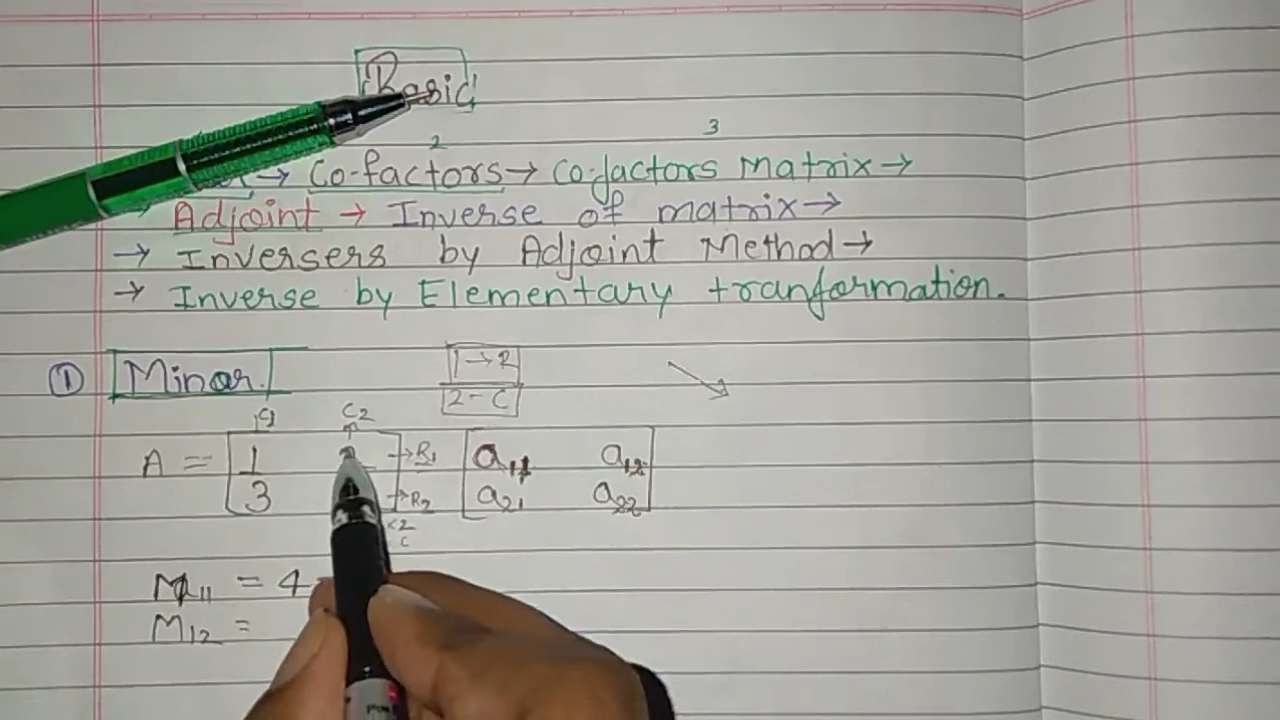 Basic
2 3
→ Co-factors → Co-factors Matrix →
→ Adjoint → Inverse of matrix →
→ Inversers by Adjoint Method →
→ Inverse by Elementary tranformation.
① Minor.
1 → R
2 - C
C1 C2
A = 1 → R1 a11 a12
3 → R2 a21 a22
M11 = 4
M12 =